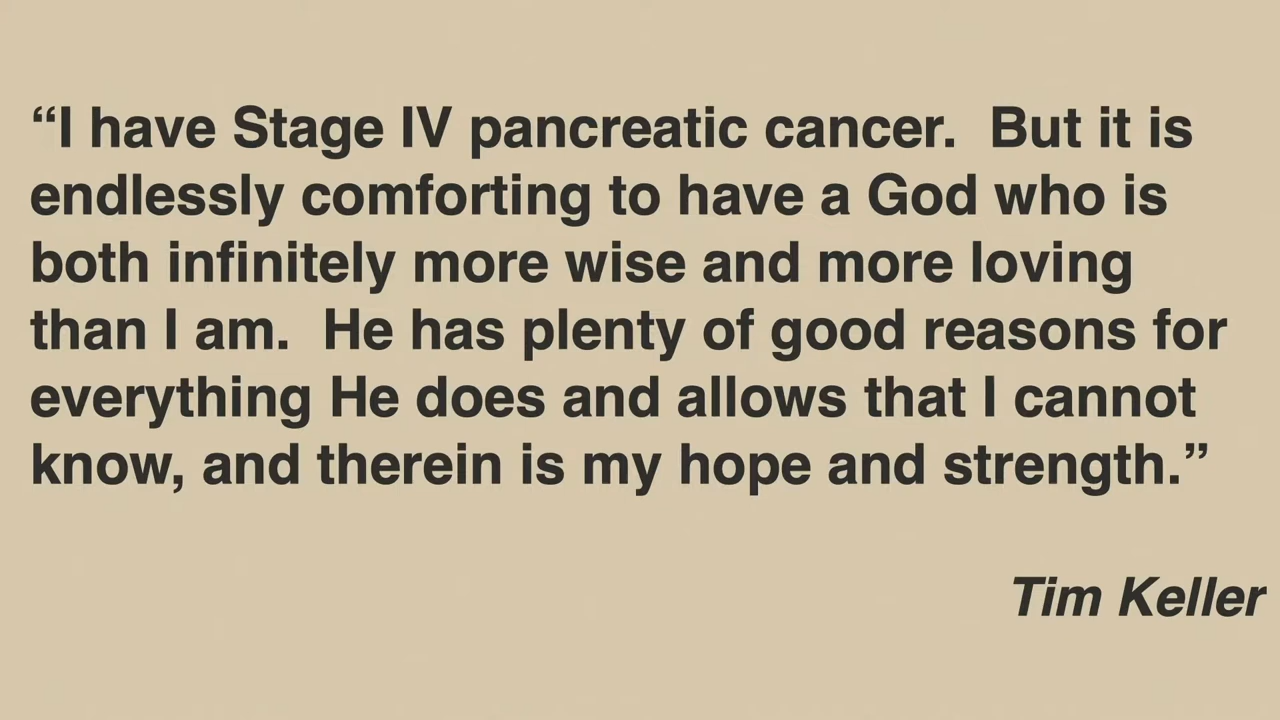 “I have Stage IV pancreatic cancer.  But it is
endlessly comforting to have a God who is
both infinitely more wise and more loving
than I am.  He has plenty of good reasons for
everything He does and allows that I cannot
know, and therein is my hope and strength.”
Tim Keller